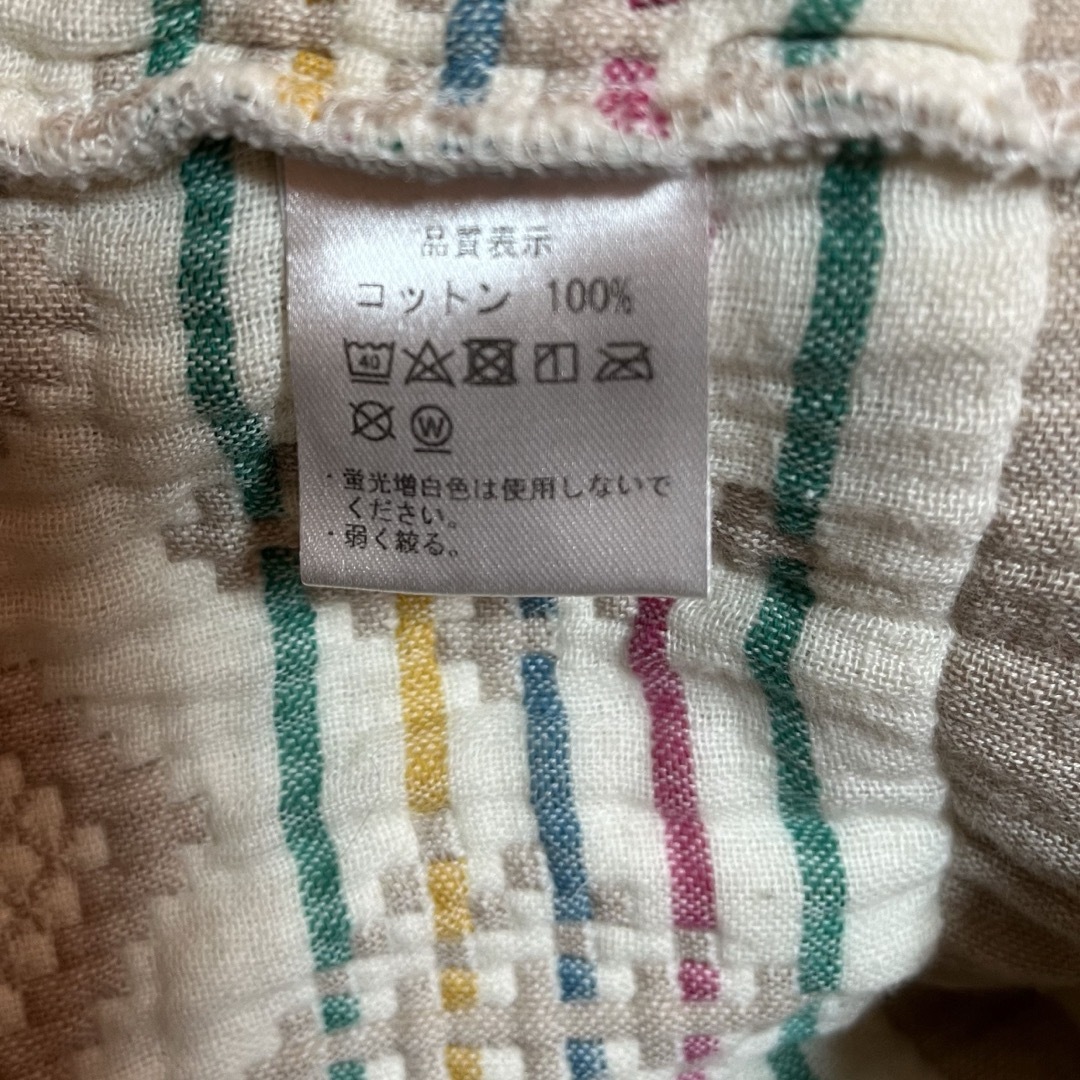 品質表示
コットン 100%
40
W
・蛍光増白色は使用しないで
ください。
・弱く絞る。